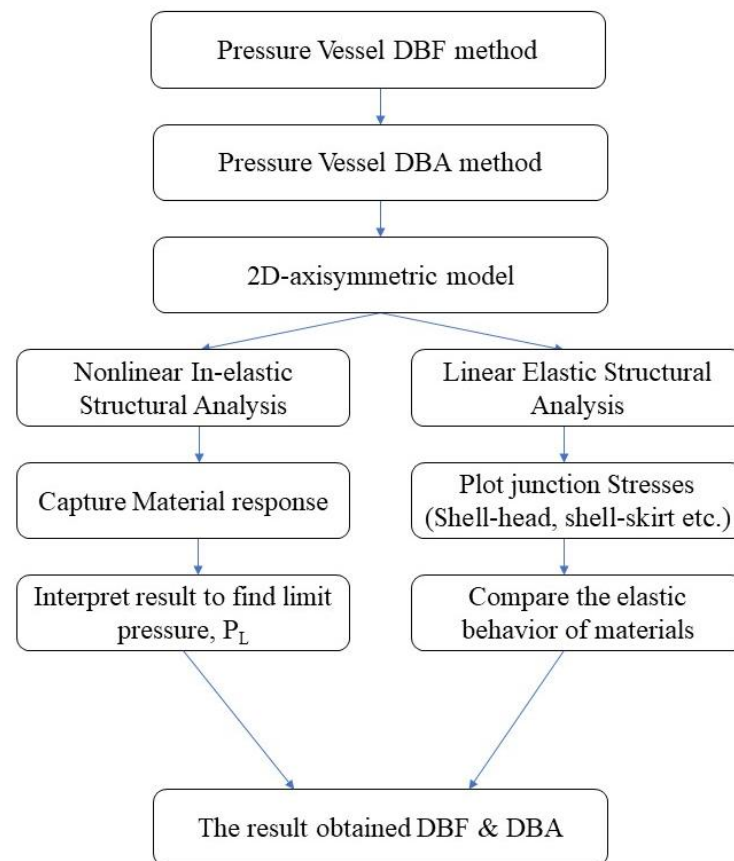 Pressure Vessel DBF method
Pressure Vessel DBA method
2D-axisymmetric model
Nonlinear In-elastic
Structural Analysis
Linear Elastic Structural
Analysis
Capture Material response
Plot junction Stresses
(Shell-head, shell-skirt etc.)
Interpret result to find limit
pressure, P_L
Compare the elastic
behavior of materials
The result obtained DBF & DBA